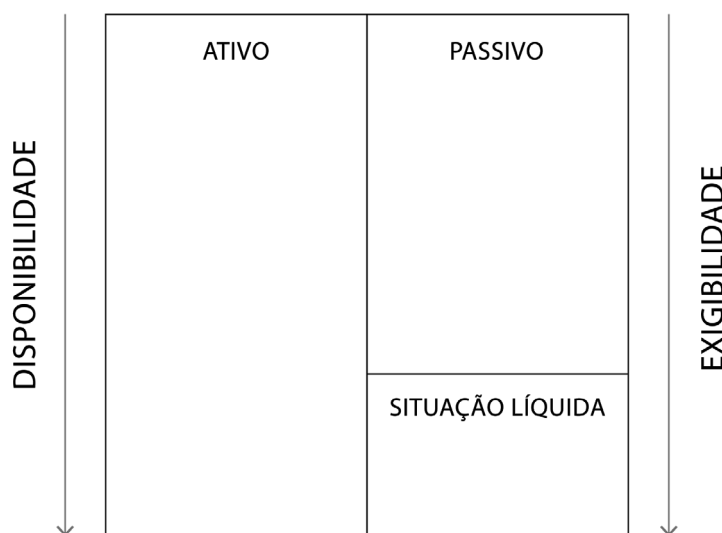 ATIVO
PASSIVO
DISPONIBILIDADE
EXIGIBILIDADE
SITUAÇÃO LÍQUIDA